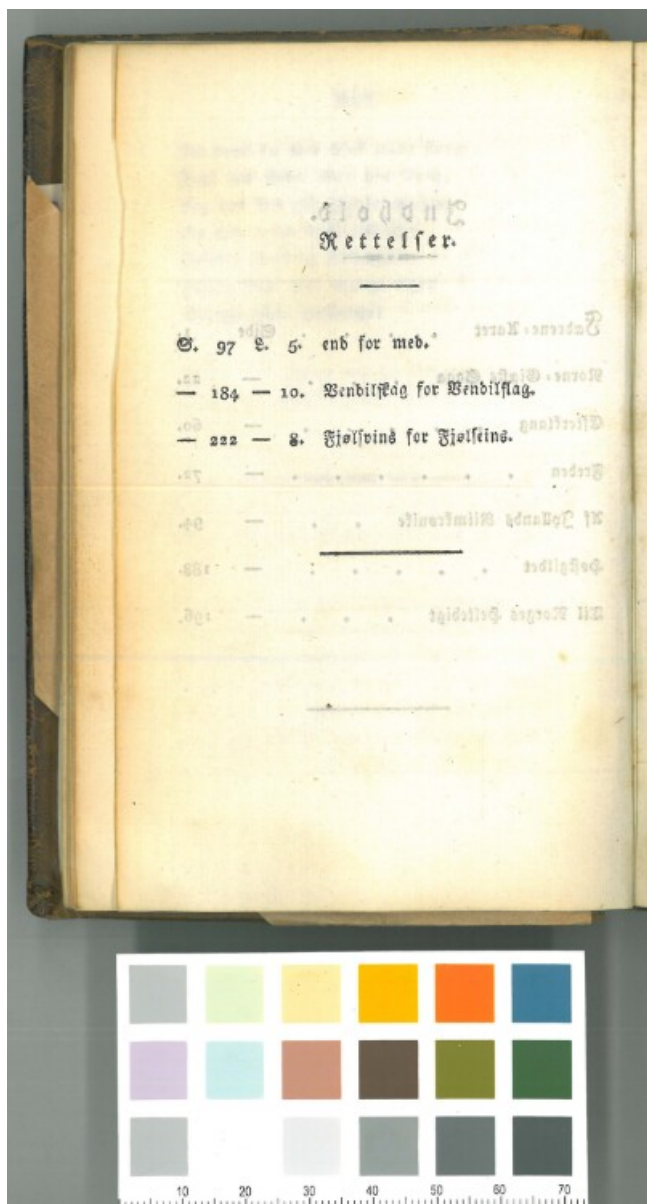 Rettelser.
S. 97 L. 5. end for med.
— 184 — 10. Vendilskag for Vendilslag.
— 222 — 8. Fjølsvins for Fjølseins.
10 20 30 40 50 60 70